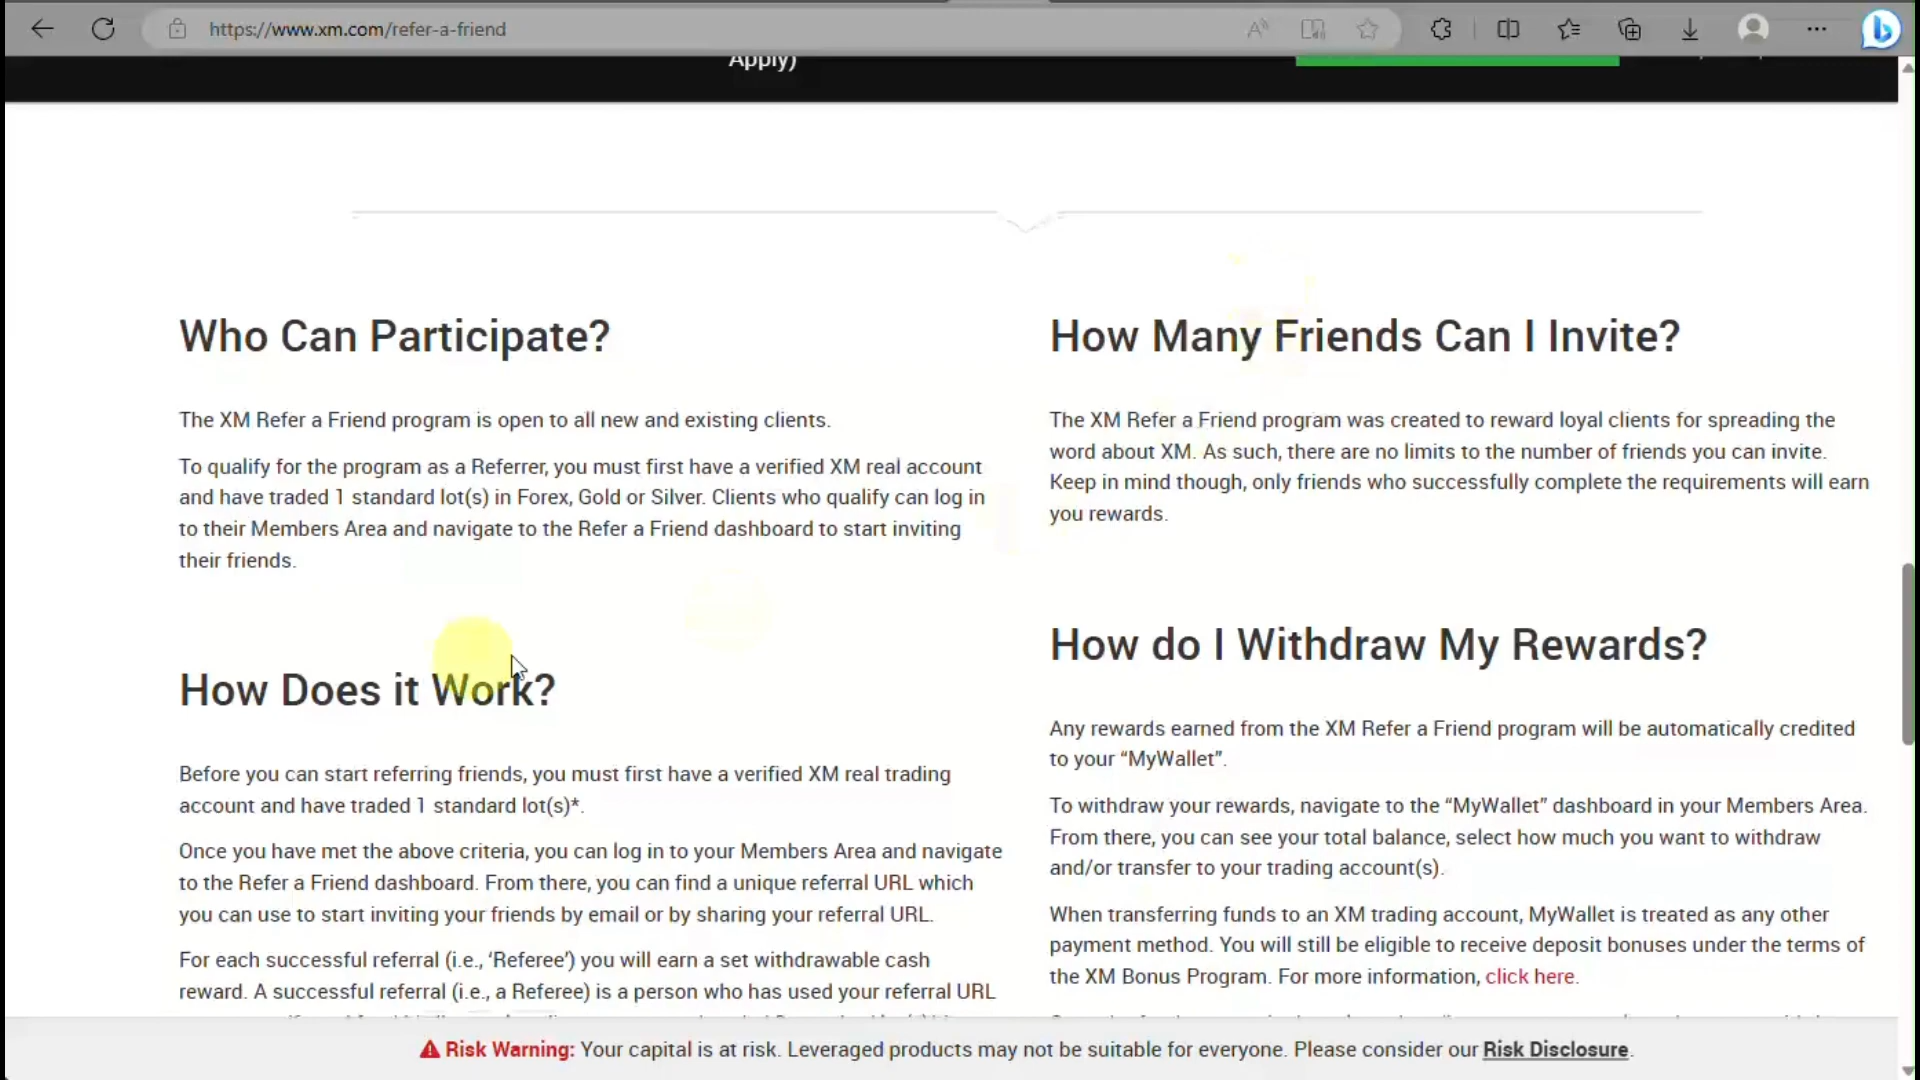 https://www.xm.com/refer-a-friend
Apply)
Who Can Participate?
The XM Refer a Friend program is open to all new and existing clients.
To qualify for the program as a Referrer, you must first have a verified XM real account
and have traded 1 standard lot(s) in Forex, Gold or Silver. Clients who qualify can log in
to their Members Area and navigate to the Refer a Friend dashboard to start inviting
their friends.
How Does it Work?
Before you can start referring friends, you must first have a verified XM real trading
account and have traded 1 standard lot(s)*.
Once you have met the above criteria, you can log in to your Members Area and navigate
to the Refer a Friend dashboard. From there, you can find a unique referral URL which
you can use to start inviting your friends by email or by sharing your referral URL.
For each successful referral (i.e., ‘Referee’) you will earn a set withdrawable cash
reward. A successful referral (i.e., a Referee) is a person who has used your referral URL
How Many Friends Can I Invite?
The XM Refer a Friend program was created to reward loyal clients for spreading the
word about XM. As such, there are no limits to the number of friends you can invite.
Keep in mind though, only friends who successfully complete the requirements will earn
you rewards.
How do I Withdraw My Rewards?
Any rewards earned from the XM Refer a Friend program will be automatically credited
to your “MyWallet”.
To withdraw your rewards, navigate to the “MyWallet” dashboard in your Members Area.
From there, you can see your total balance, select how much you want to withdraw
and/or transfer to your trading account(s).
When transferring funds to an XM trading account, MyWallet is treated as any other
payment method. You will still be eligible to receive deposit bonuses under the terms of
the XM Bonus Program. For more information, click here.
Risk Warning: Your capital is at risk. Leveraged products may not be suitable for everyone. Please consider our Risk Disclosure.